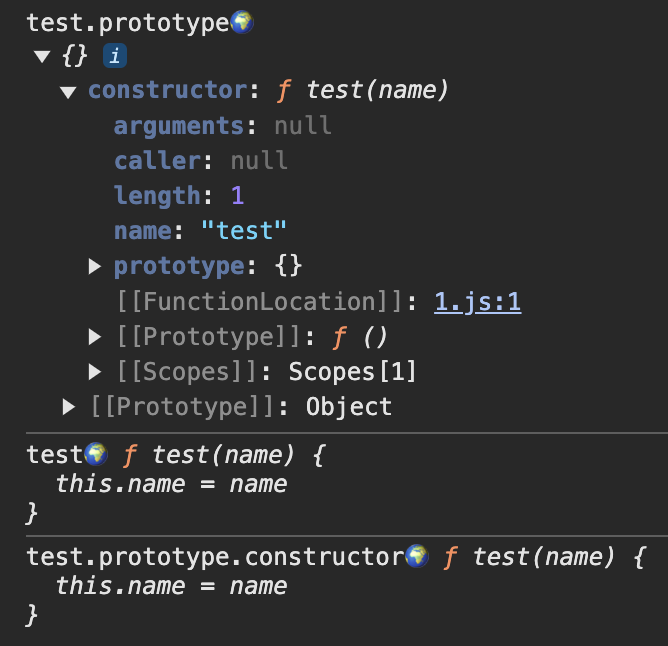 test.prototype🌍
▼ {} i
▼ constructor: ƒ test(name)
arguments: null
caller: null
length: 1
name: "test"
▶ prototype: {}
[[FunctionLocation]]: 1.js:1
▶ [[Prototype]]: ƒ ()
▶ [[Scopes]]: Scopes[1]
▶ [[Prototype]]: Object
test🌍 ƒ test(name) {
this.name = name
}
test.prototype.constructor🌍 ƒ test(name) {
this.name = name
}